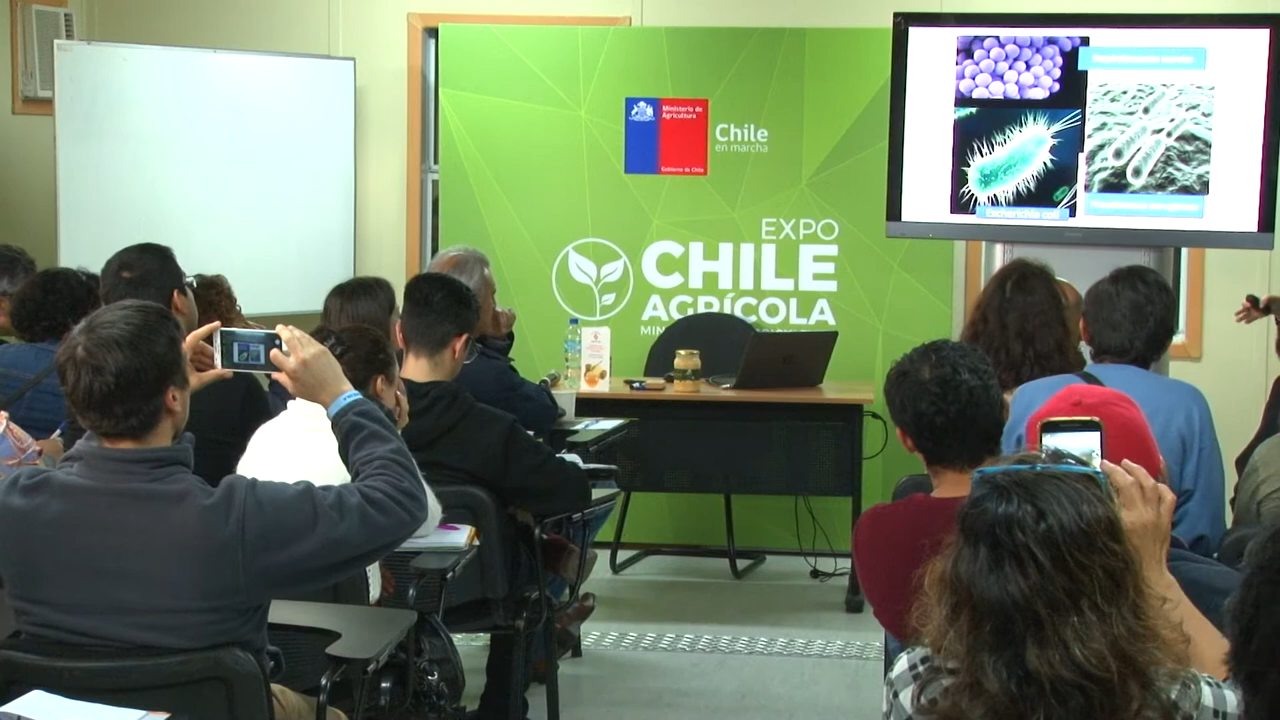 Ministerio de
Agricultura
Gobierno de Chile
Chile
en marcha
EXPO
CHILE
AGRÍCOLA
Escherichia coli